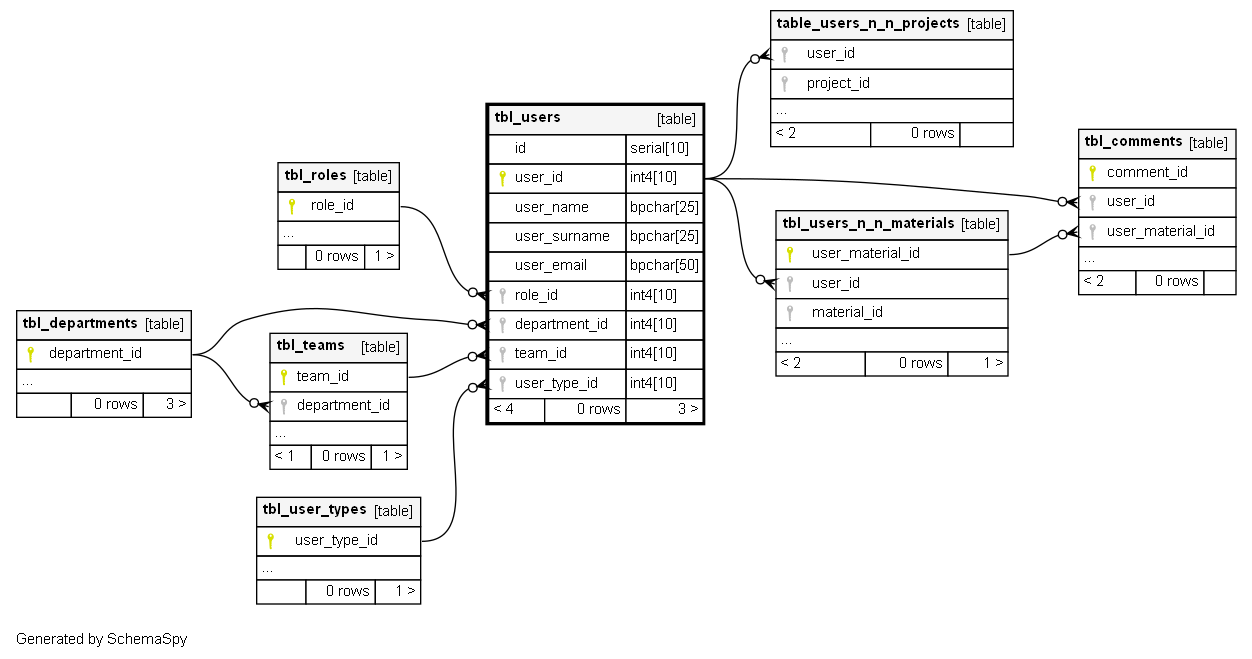 table_users_n_n_projects [table]
user_id
project_id
...
< 2 0 rows
tbl_users [table]
id serial[10]
user_id int4[10]
user_name bpchar[25]
user_surname bpchar[25]
user_email bpchar[50]
role_id int4[10]
department_id int4[10]
team_id int4[10]
user_type_id int4[10]
< 4 0 rows 3 >
tbl_comments [table]
comment_id
user_id
user_material_id
...
< 2 0 rows
tbl_roles [table]
role_id
...
0 rows 1 >
tbl_users_n_n_materials [table]
user_material_id
user_id
material_id
...
< 2 0 rows 1 >
tbl_departments [table]
department_id
...
0 rows 3 >
tbl_teams [table]
team_id
department_id
...
< 1 0 rows 1 >
tbl_user_types [table]
user_type_id
...
0 rows 1 >
Generated by SchemaSpy